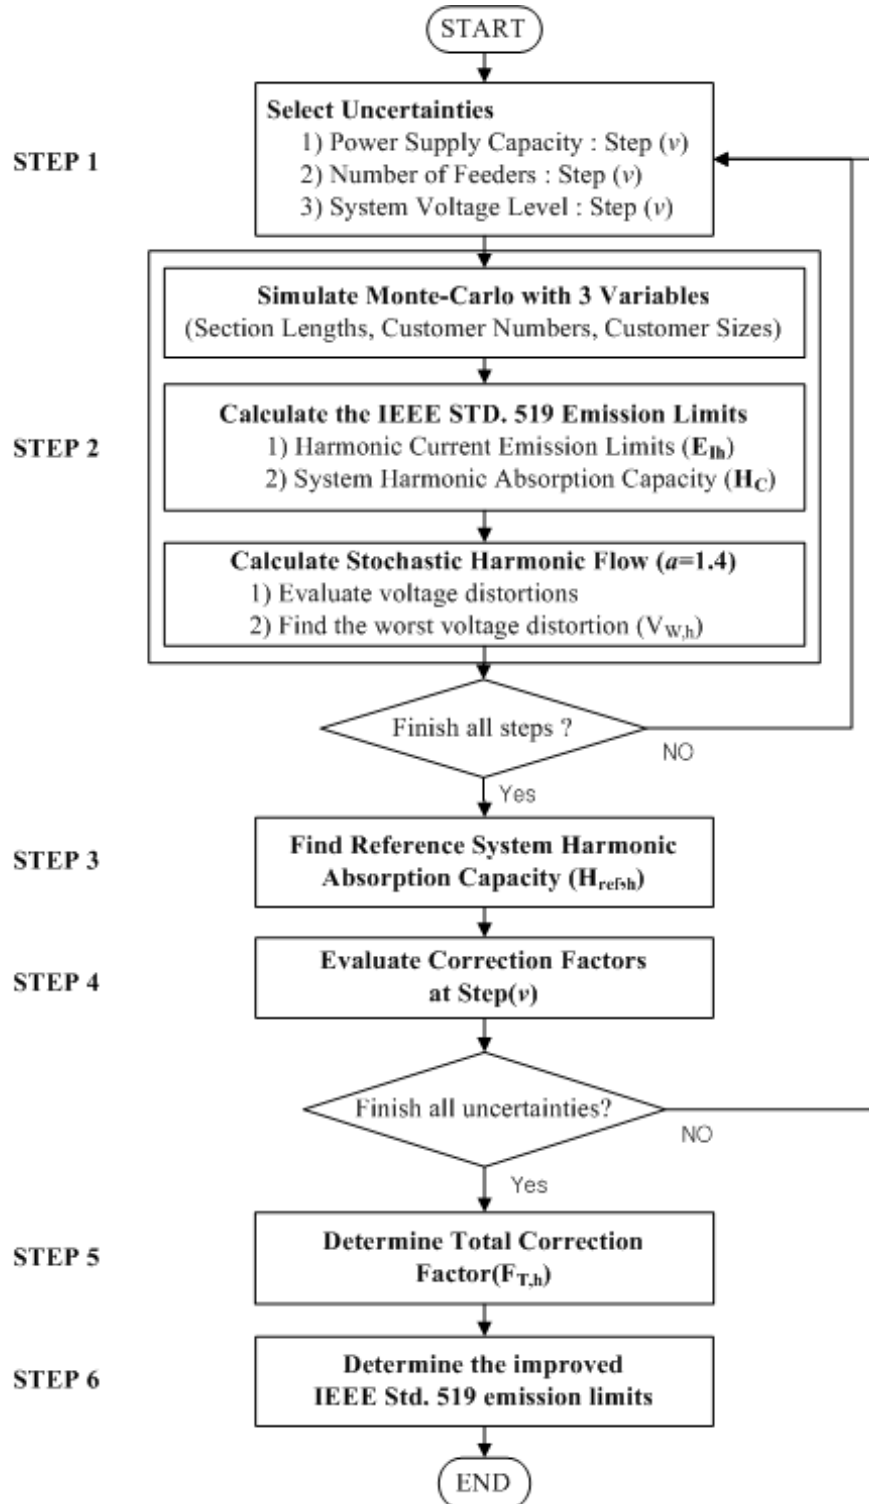 START
STEP 1
Select Uncertainties
1) Power Supply Capacity : Step (v)
2) Number of Feeders : Step (v)
3) System Voltage Level : Step (v)
Simulate Monte-Carlo with 3 Variables
(Section Lengths, Customer Numbers, Customer Sizes)
STEP 2
Calculate the IEEE STD. 519 Emission Limits
1) Harmonic Current Emission Limits (E_Ih)
2) System Harmonic Absorption Capacity (H_C)
Calculate Stochastic Harmonic Flow (a=1.4)
1) Evaluate voltage distortions
2) Find the worst voltage distortion (V_W,h)
Finish all steps ?
NO
Yes
STEP 3
Find Reference System Harmonic
Absorption Capacity (H_ref,h)
STEP 4
Evaluate Correction Factors
at Step(v)
Finish all uncertainties?
NO
Yes
STEP 5
Determine Total Correction
Factor(F_T,h)
STEP 6
Determine the improved
IEEE Std. 519 emission limits
END